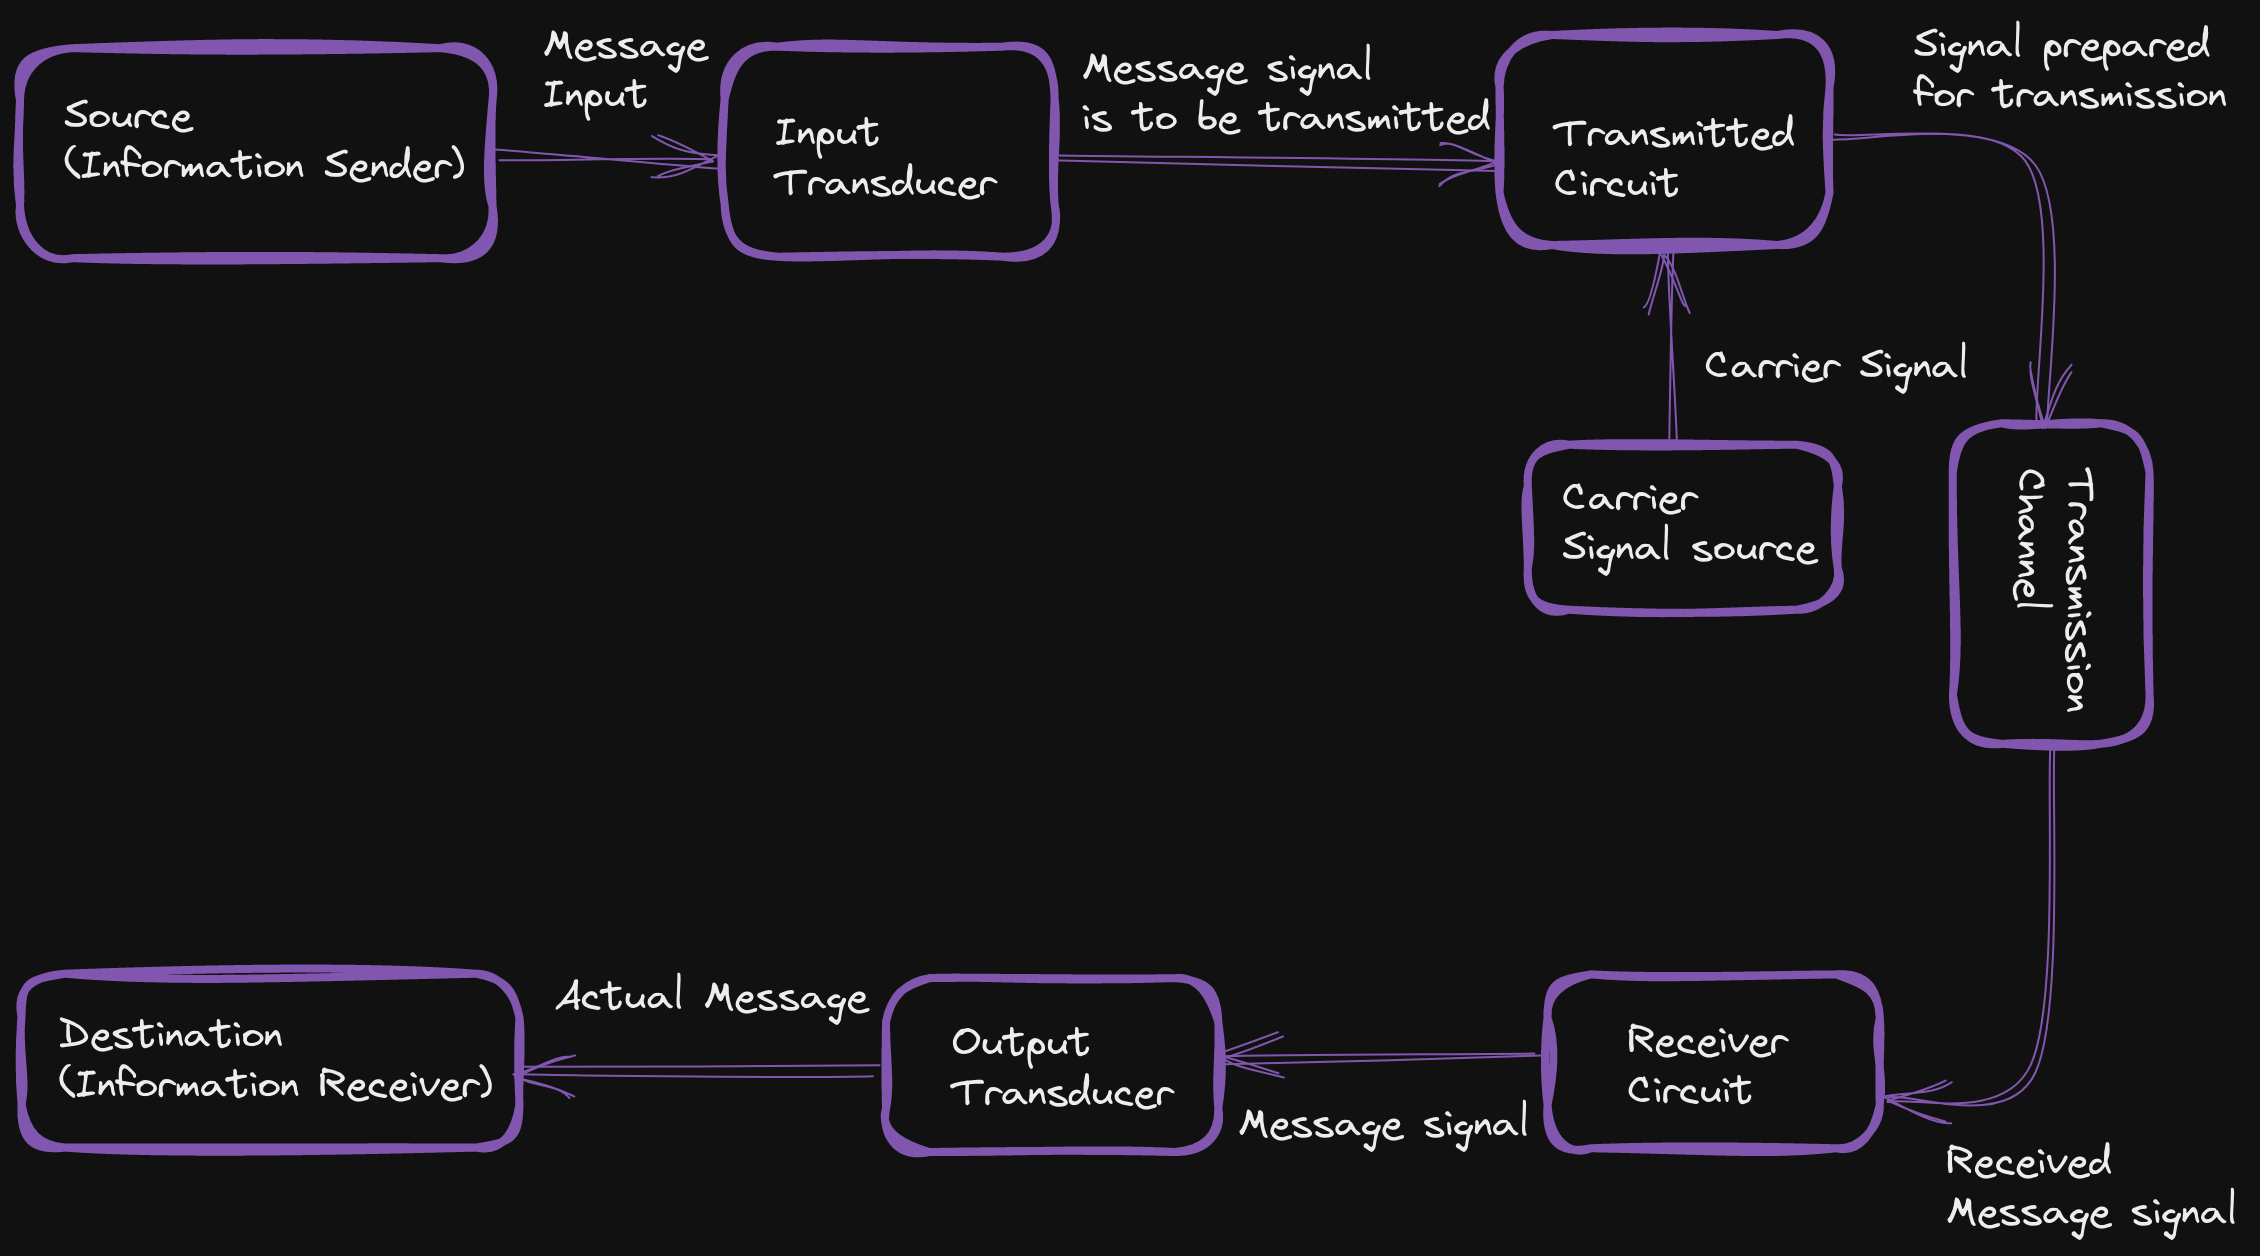 Source
(Information Sender)
Message
Input
Input
Transducer
Message signal
is to be transmitted
Transmitted
Circuit
Signal prepared
for transmission
Carrier Signal
Carrier
Signal source
Transmission
Channel
Received
Message signal
Receiver
Circuit
Message signal
Output
Transducer
Actual Message
Destination
(Information Receiver)